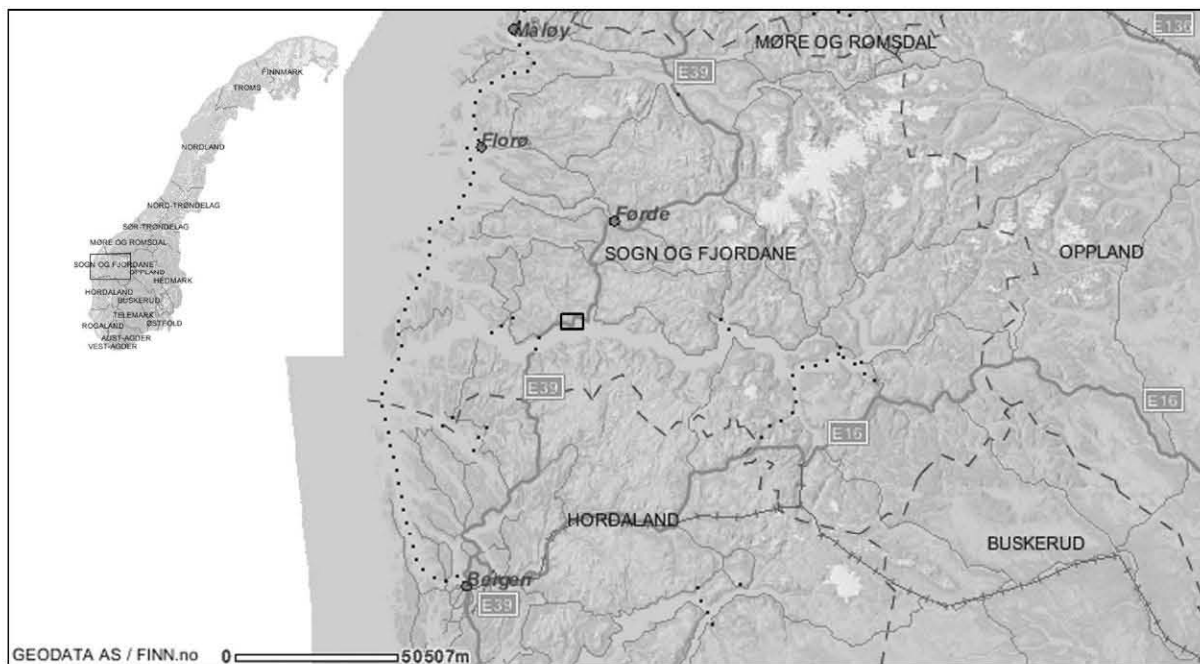 FINNMARK
TROMS
NORDLAND
NORD-TRØNDELAG
SØR-TRØNDELAG
MØRE OG ROMSDAL
SOGN OG FJORDANE
OPPLAND
HEDMARK
HORDALAND
BUSKERUD
TELEMARK
ØSTFOLD
ROGALAND
AUST-AGDER
VEST-AGDER
Måløy
MØRE OG ROMSDAL
E136
E39
Florø
Førde
SOGN OG FJORDANE
OPPLAND
E39
E16
E16
HORDALAND
BUSKERUD
Bergen
E39
GEODATA AS / FINN.no 0 50507m